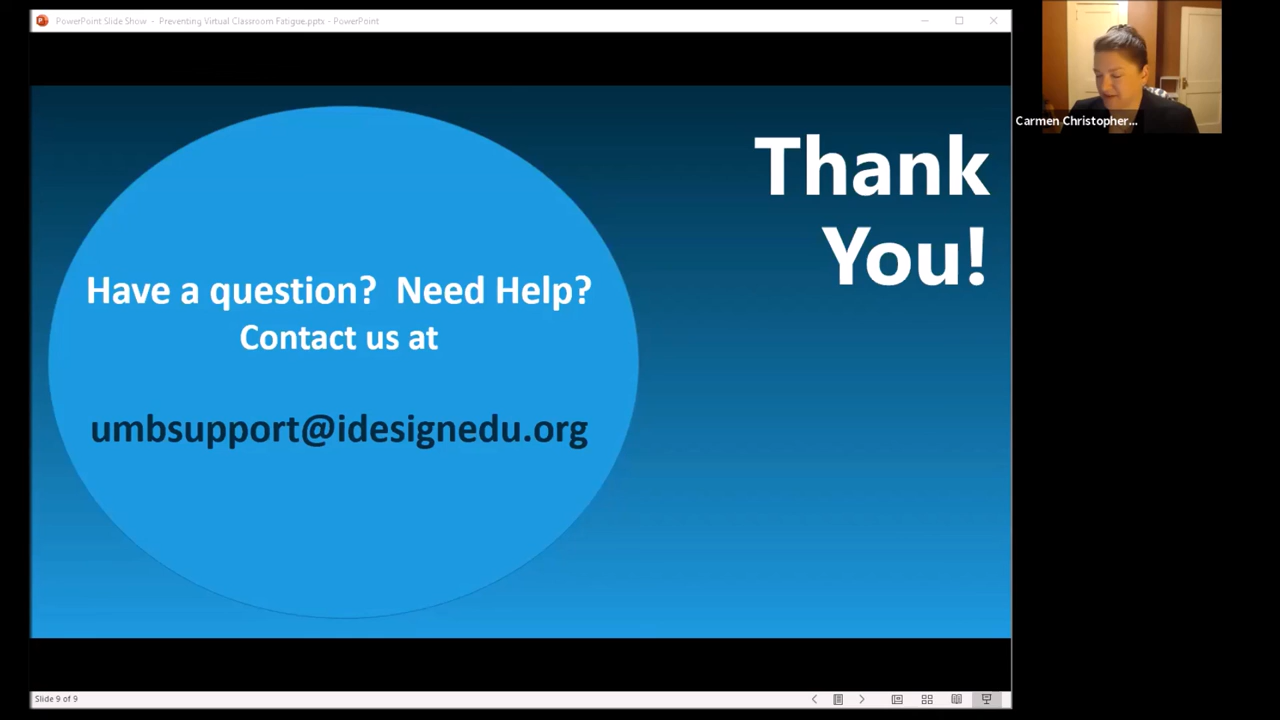 PowerPoint Slide Show - Preventing Virtual Classroom Fatigue.pptx - PowerPoint
Carmen Christopher...
Thank
You!
Have a question? Need Help?
Contact us at
umbsupport@idesignedu.org
Slide 9 of 9